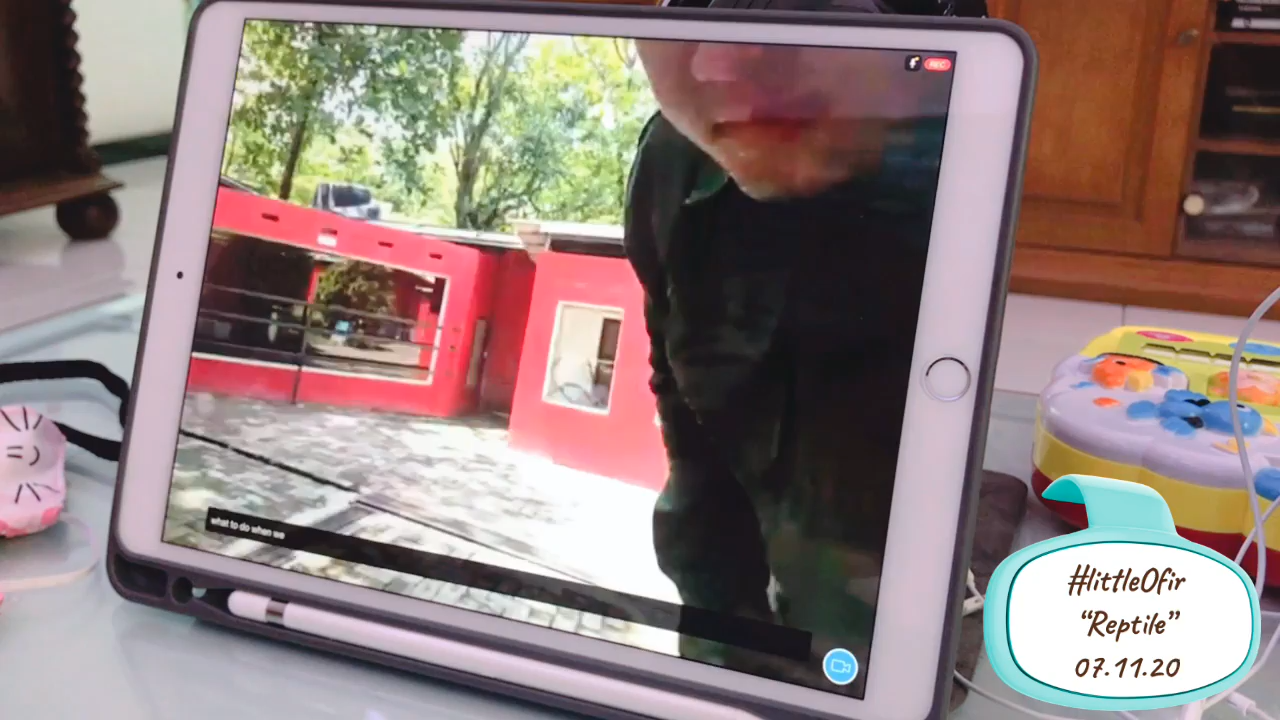 REC
what to do when we
#littleOfir
“Reptile”
07.11.20